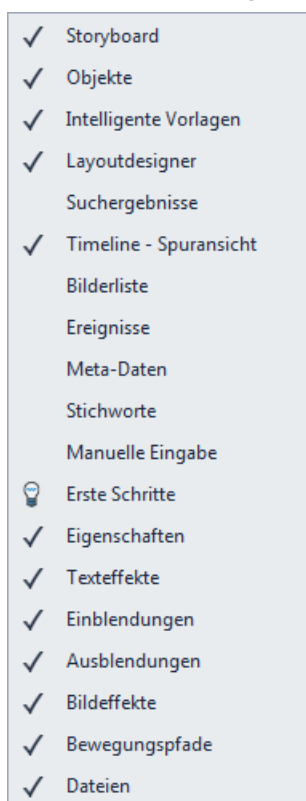 Storyboard
Objekte
Intelligente Vorlagen
Layoutdesigner
Suchergebnisse
Timeline - Spuransicht
Bilderliste
Ereignisse
Meta-Daten
Stichworte
Manuelle Eingabe
Erste Schritte
Eigenschaften
Texteffekte
Einblendungen
Ausblendungen
Bildeffekte
Bewegungspfade
Dateien